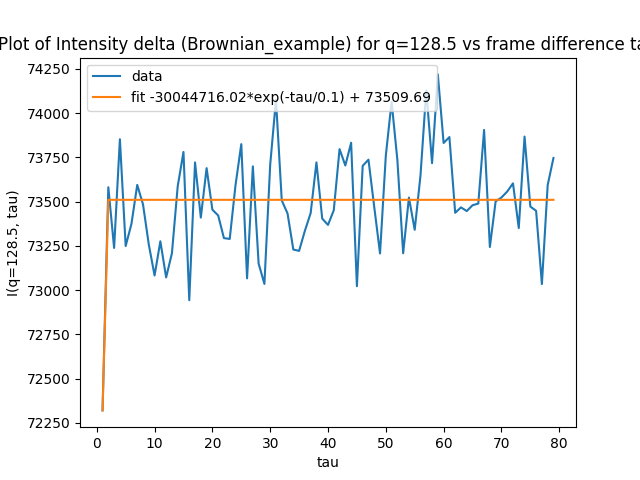 Plot of Intensity delta (Brownian_example) for q=128.5 vs frame difference ta
data
fit -30044716.02*exp(-tau/0.1) + 73509.69
I(q=128.5, tau)
74250
74000
73750
73500
73250
73000
72750
72500
72250
0 10 20 30 40 50 60 70 80
tau